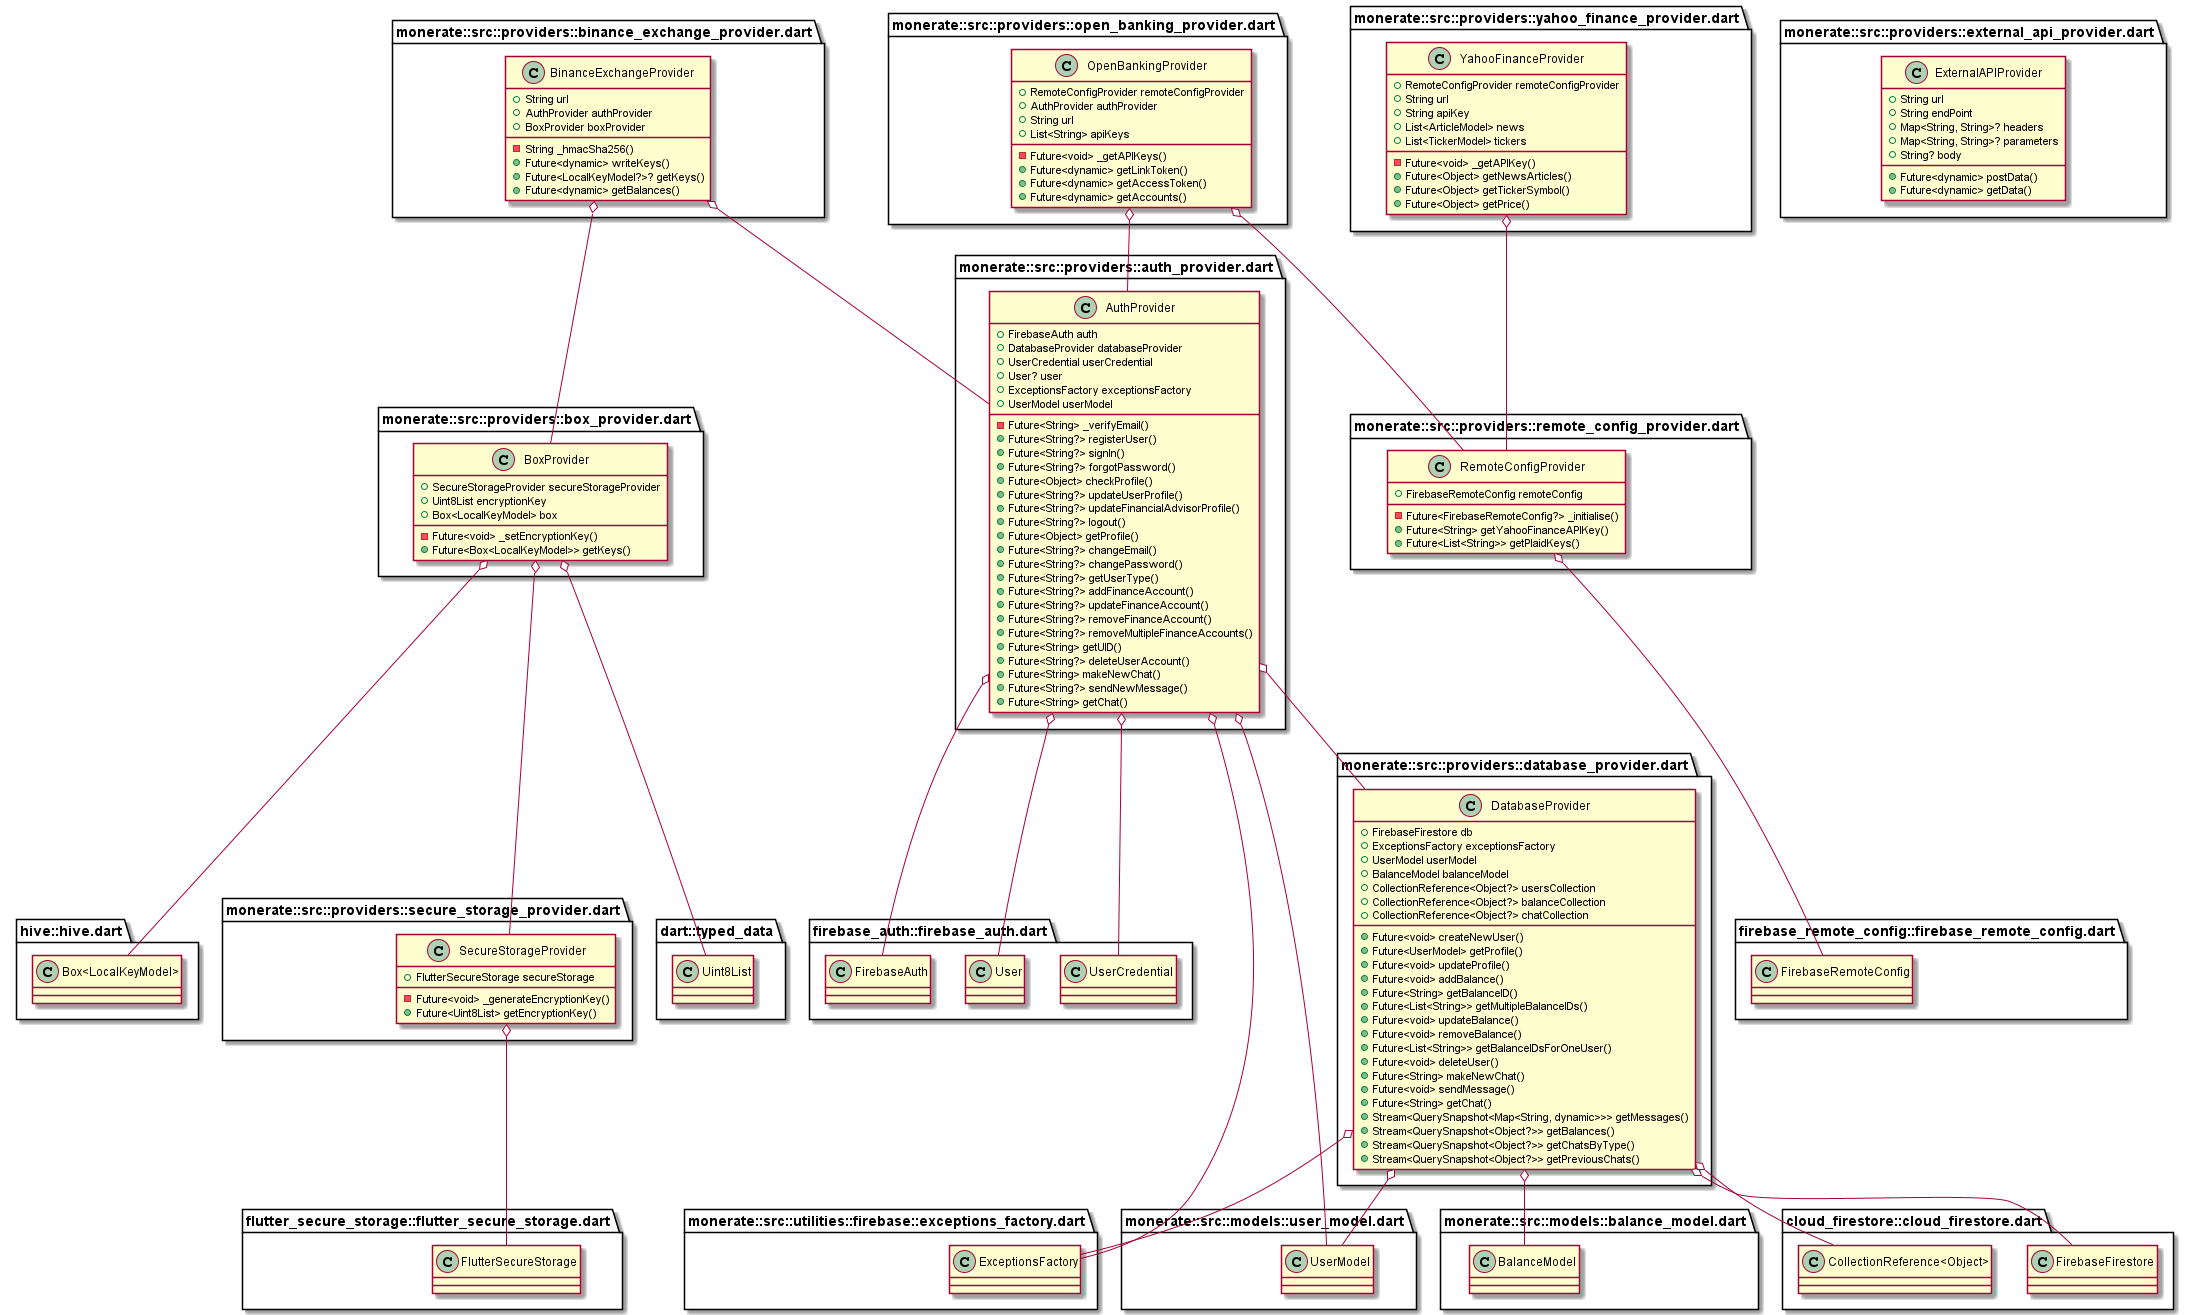 monerate::src::providers::binance_exchange_provider.dart
C BinanceExchangeProvider
String url
AuthProvider authProvider
BoxProvider boxProvider
String _hmacSha256()
Future<dynamic> writeKeys()
Future<LocalKeyModel?>? getKeys()
Future<dynamic> getBalances()
monerate::src::providers::open_banking_provider.dart
C OpenBankingProvider
RemoteConfigProvider remoteConfigProvider
AuthProvider authProvider
String url
List<String> apiKeys
Future<void> _getAPIKeys()
Future<dynamic> getLinkToken()
Future<dynamic> getAccessToken()
Future<dynamic> getAccounts()
monerate::src::providers::yahoo_finance_provider.dart
C YahooFinanceProvider
RemoteConfigProvider remoteConfigProvider
String url
String apiKey
List<ArticleModel> news
List<TickerModel> tickers
Future<void> _getAPIKey()
Future<Object> getNewsArticles()
Future<Object> getTickerSymbol()
Future<Object> getPrice()
monerate::src::providers::external_api_provider.dart
C ExternalAPIProvider
String url
String endPoint
Map<String, String>? headers
Map<String, String>? parameters
String? body
Future<dynamic> postData()
Future<dynamic> getData()
monerate::src::providers::auth_provider.dart
C AuthProvider
FirebaseAuth auth
DatabaseProvider databaseProvider
UserCredential userCredential
User? user
ExceptionsFactory exceptionsFactory
UserModel userModel
Future<String> _verifyEmail()
Future<String?> registerUser()
Future<String?> signIn()
Future<String?> forgotPassword()
Future<Object> checkProfile()
Future<String?> updateUserProfile()
Future<String?> updateFinancialAdvisorProfile()
Future<String?> logout()
Future<Object> getProfile()
Future<String?> changeEmail()
Future<String?> changePassword()
Future<String?> getUserType()
Future<String?> addFinanceAccount()
Future<String?> updateFinanceAccount()
Future<String?> removeFinanceAccount()
Future<String?> removeMultipleFinanceAccounts()
Future<String> getUID()
Future<String?> deleteUserAccount()
Future<String> makeNewChat()
Future<String?> sendNewMessage()
Future<String> getChat()
monerate::src::providers::box_provider.dart
C BoxProvider
SecureStorageProvider secureStorageProvider
Uint8List encryptionKey
Box<LocalKeyModel> box
Future<void> _setEncryptionKey()
Future<Box<LocalKeyModel>> getKeys()
monerate::src::providers::remote_config_provider.dart
C RemoteConfigProvider
FirebaseRemoteConfig remoteConfig
Future<FirebaseRemoteConfig?> _initialise()
Future<String> getYahooFinanceAPIKey()
Future<List<String>> getPlaidKeys()
monerate::src::providers::database_provider.dart
C DatabaseProvider
FirebaseFirestore db
ExceptionsFactory exceptionsFactory
UserModel userModel
BalanceModel balanceModel
CollectionReference<Object?> usersCollection
CollectionReference<Object?> balanceCollection
CollectionReference<Object?> chatCollection
Future<void> createNewUser()
Future<UserModel> getProfile()
Future<void> updateProfile()
Future<void> addBalance()
Future<String> getBalanceID()
Future<List<String>> getMultipleBalanceIDs()
Future<void> updateBalance()
Future<void> removeBalance()
Future<List<String>> getBalanceIDsForOneUser()
Future<void> deleteUser()
Future<String> makeNewChat()
Future<void> sendMessage()
Future<String> getChat()
Stream<QuerySnapshot<Map<String, dynamic>>> getMessages()
Stream<QuerySnapshot<Object?>> getBalances()
Stream<QuerySnapshot<Object?>> getChatsByType()
Stream<QuerySnapshot<Object?>> getPreviousChats()
hive::hive.dart
C Box<LocalKeyModel>
monerate::src::providers::secure_storage_provider.dart
C SecureStorageProvider
FlutterSecureStorage secureStorage
Future<void> _generateEncryptionKey()
Future<Uint8List> getEncryptionKey()
dart::typed_data
C Uint8List
firebase_auth::firebase_auth.dart
C FirebaseAuth
C User
C UserCredential
firebase_remote_config::firebase_remote_config.dart
C FirebaseRemoteConfig
flutter_secure_storage::flutter_secure_storage.dart
C FlutterSecureStorage
monerate::src::utilities::firebase::exceptions_factory.dart
C ExceptionsFactory
monerate::src::models::user_model.dart
C UserModel
monerate::src::models::balance_model.dart
C BalanceModel
cloud_firestore::cloud_firestore.dart
C CollectionReference<Object>
C FirebaseFirestore